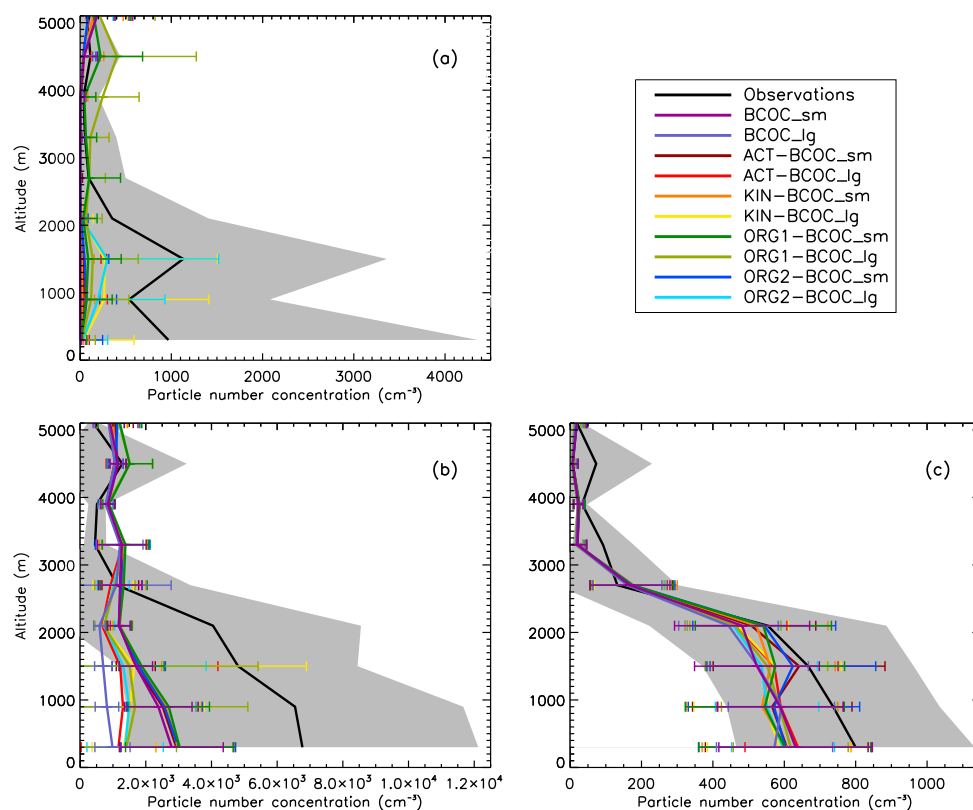 (a)
5000
4000
3000
2000
1000
0
Altitude (m)
0 1000 2000 3000 4000
Particle number concentration (cm⁻³)
Observations
BCOC_sm
BCOC_lg
ACT−BCOC_sm
ACT−BCOC_lg
KIN−BCOC_sm
KIN−BCOC_lg
ORG1−BCOC_sm
ORG1−BCOC_lg
ORG2−BCOC_sm
ORG2−BCOC_lg
(b)
5000
4000
3000
2000
1000
0
Altitude (m)
0 2.0×10³ 4.0×10³ 6.0×10³ 8.0×10³ 1.0×10⁴ 1.2×10⁴
Particle number concentration (cm⁻³)
(c)
5000
4000
3000
2000
1000
0
Altitude (m)
0 200 400 600 800 1000
Particle number concentration (cm⁻³)